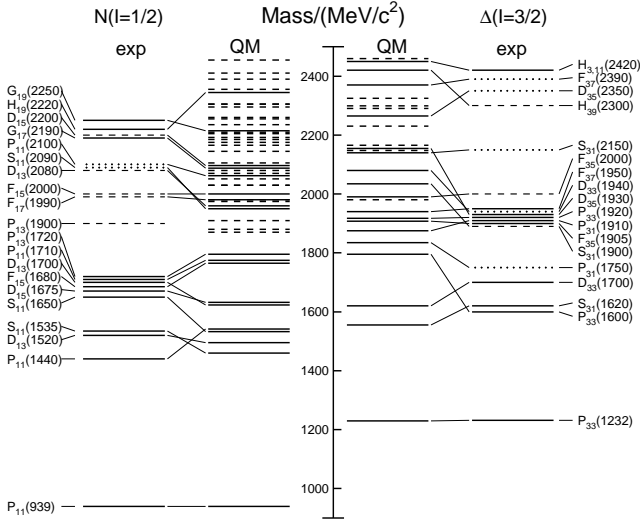 N(I=1/2) Mass/(MeV/c²) Δ(I=3/2)
exp QM QM exp
G₁₉(2250)
H₁₉(2220)
D₁₅(2200)
G₁₇(2190)
P₁₁(2100)
S₁₁(2090)
D₁₃(2080)
F₁₅(2000)
F₁₇(1990)
P₁₃(1900)
P₁₃(1720)
P₁₁(1710)
D₁₃(1700)
F₁₅(1680)
D₁₅(1675)
S₁₁(1650)
S₁₁(1535)
D₁₃(1520)
P₁₁(1440)
P₁₁(939)
2400
2200
2000
1800
1600
1400
1200
1000
H₃,₁₁(2420)
F₃₇(2390)
D₃₅(2350)
H₃₉(2300)
S₃₁(2150)
F₃₅(2000)
F₃₇(1950)
D₃₃(1940)
D₃₅(1930)
P₃₃(1920)
P₃₁(1910)
F₃₅(1905)
S₃₁(1900)
P₃₁(1750)
D₃₃(1700)
S₃₁(1620)
P₃₃(1600)
P₃₃(1232)